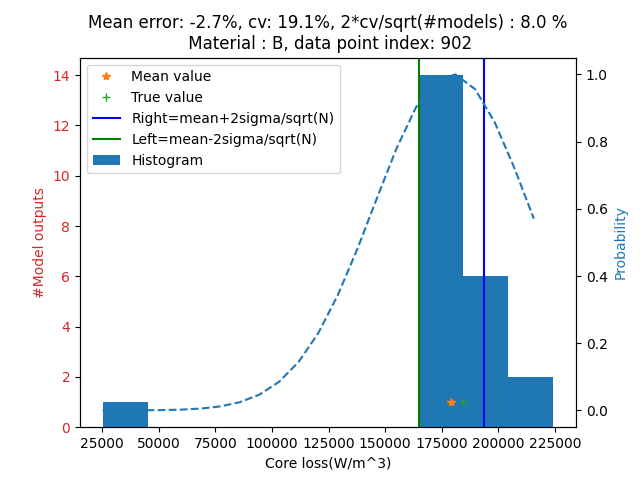 Mean error: -2.7%, cv: 19.1%, 2*cv/sqrt(#models) : 8.0 %
Material : B, data point index: 902
Mean value
True value
Right=mean+2sigma/sqrt(N)
Left=mean-2sigma/sqrt(N)
Histogram
#Model outputs
14
12
10
8
6
4
2
0
1.0
0.8
0.6
0.4
0.2
0.0
Probability
25000 50000 75000 100000 125000 150000 175000 200000 225000
Core loss(W/m^3)